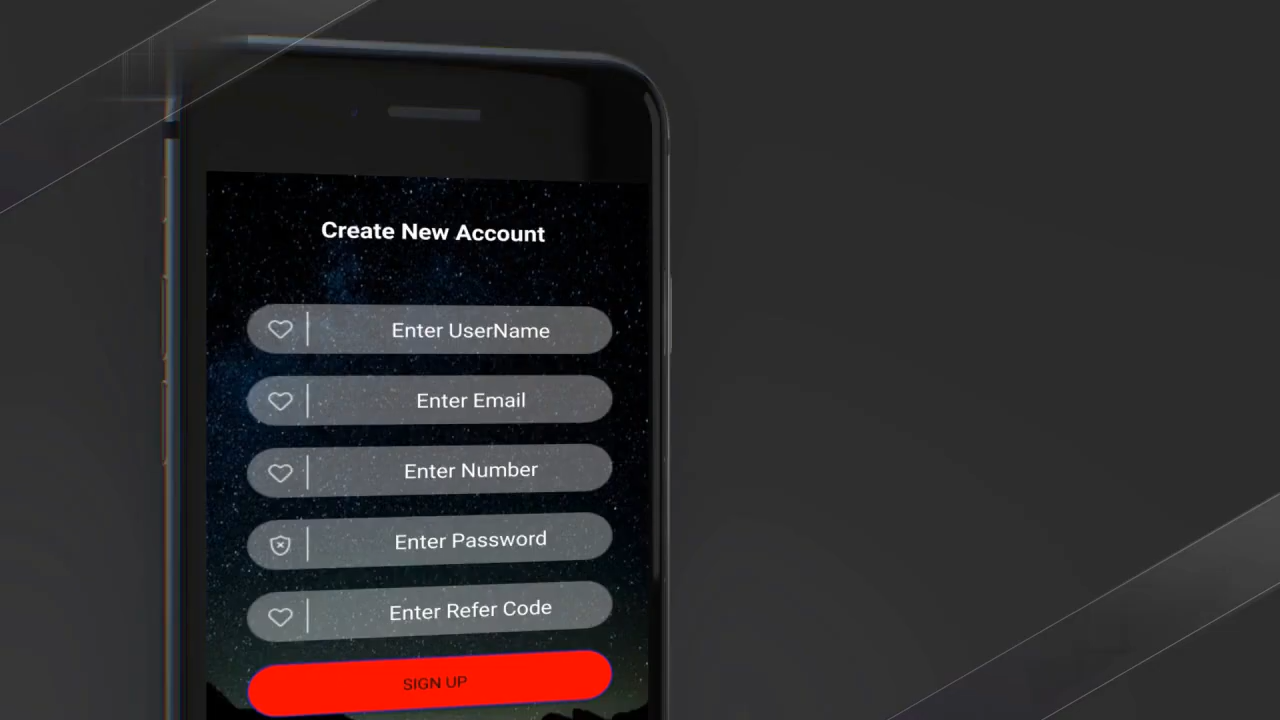 Create New Account
Enter UserName
Enter Email
Enter Number
Enter Password
Enter Refer Code
SIGN UP